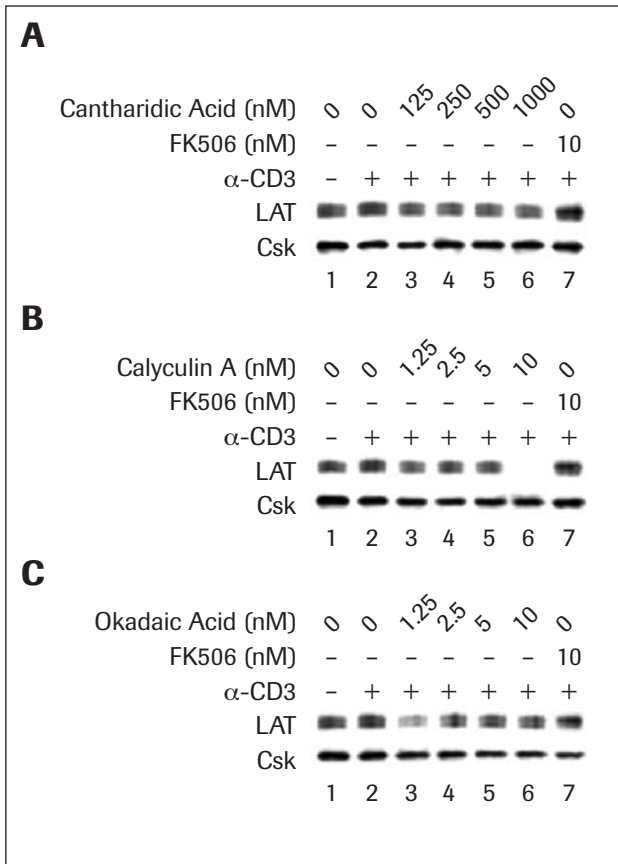 A
Cantharidic Acid (nM) 0 0 125 250 500 1000 0
FK506 (nM) – – – – – – 10
α-CD3 – + + + + + +
LAT
Csk
1 2 3 4 5 6 7
B
Calyculin A (nM) 0 0 1.25 2.5 5 10 0
FK506 (nM) – – – – – – 10
α-CD3 – + + + + + +
LAT
Csk
1 2 3 4 5 6 7
C
Okadaic Acid (nM) 0 0 1.25 2.5 5 10 0
FK506 (nM) – – – – – – 10
α-CD3 – + + + + + +
LAT
Csk
1 2 3 4 5 6 7